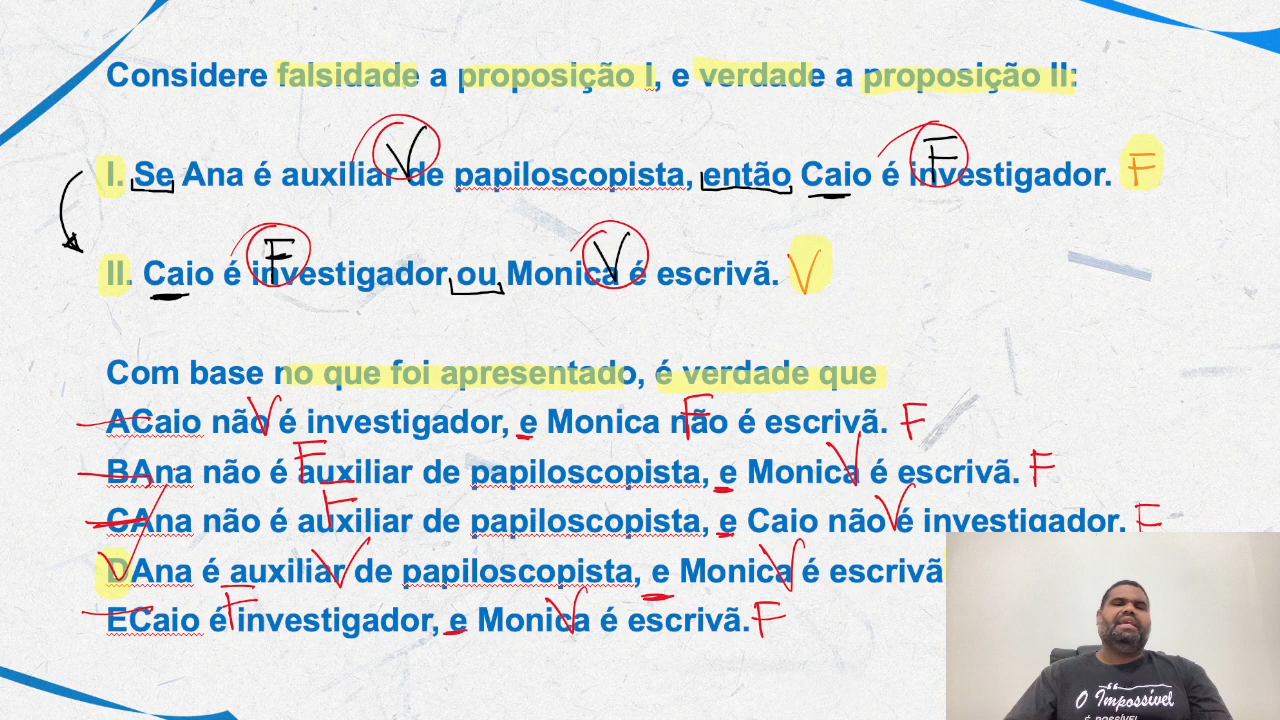 Considere falsidade a proposição I, e verdade a proposição II:
V F
I. Se Ana é auxiliar de papiloscopista, então Caio é investigador. F
F V
II. Caio é investigador ou Monica é escrivã. V
Com base no que foi apresentado, é verdade que
ACaio não é investigador, e Monica não é escrivã. F
V F
BAna não é auxiliar de papiloscopista, e Monica é escrivã. F
F V
CAna não é auxiliar de papiloscopista, e Caio não é investigador. F
F V
DAna é auxiliar de papiloscopista, e Monica é escrivã
V V
ECaio é investigador, e Monica é escrivã. F
F V
O Impossível
É POSSÍVEL